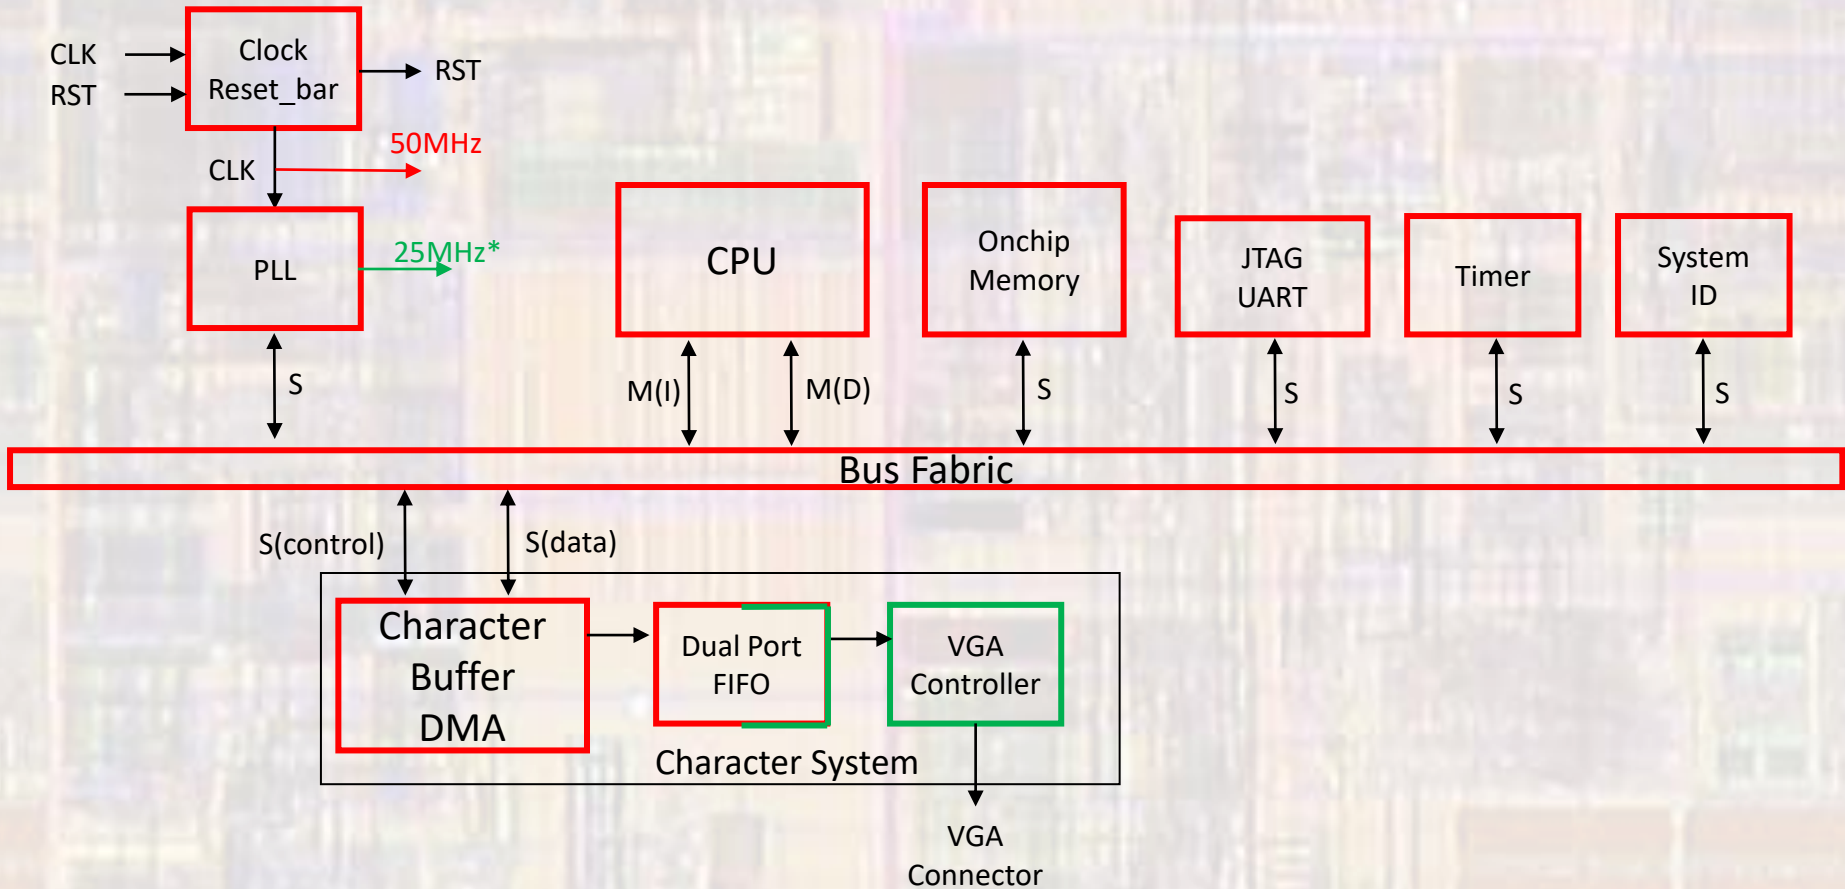 CLK
RST
Clock
Reset_bar
RST
50MHz
CLK
PLL
25MHz*
CPU
Onchip
Memory
JTAG
UART
Timer
System
ID
S
M(I)
M(D)
S
S
S
S
Bus Fabric
S(control)
S(data)
Character
Buffer
DMA
Dual Port
FIFO
VGA
Controller
Character System
VGA
Connector